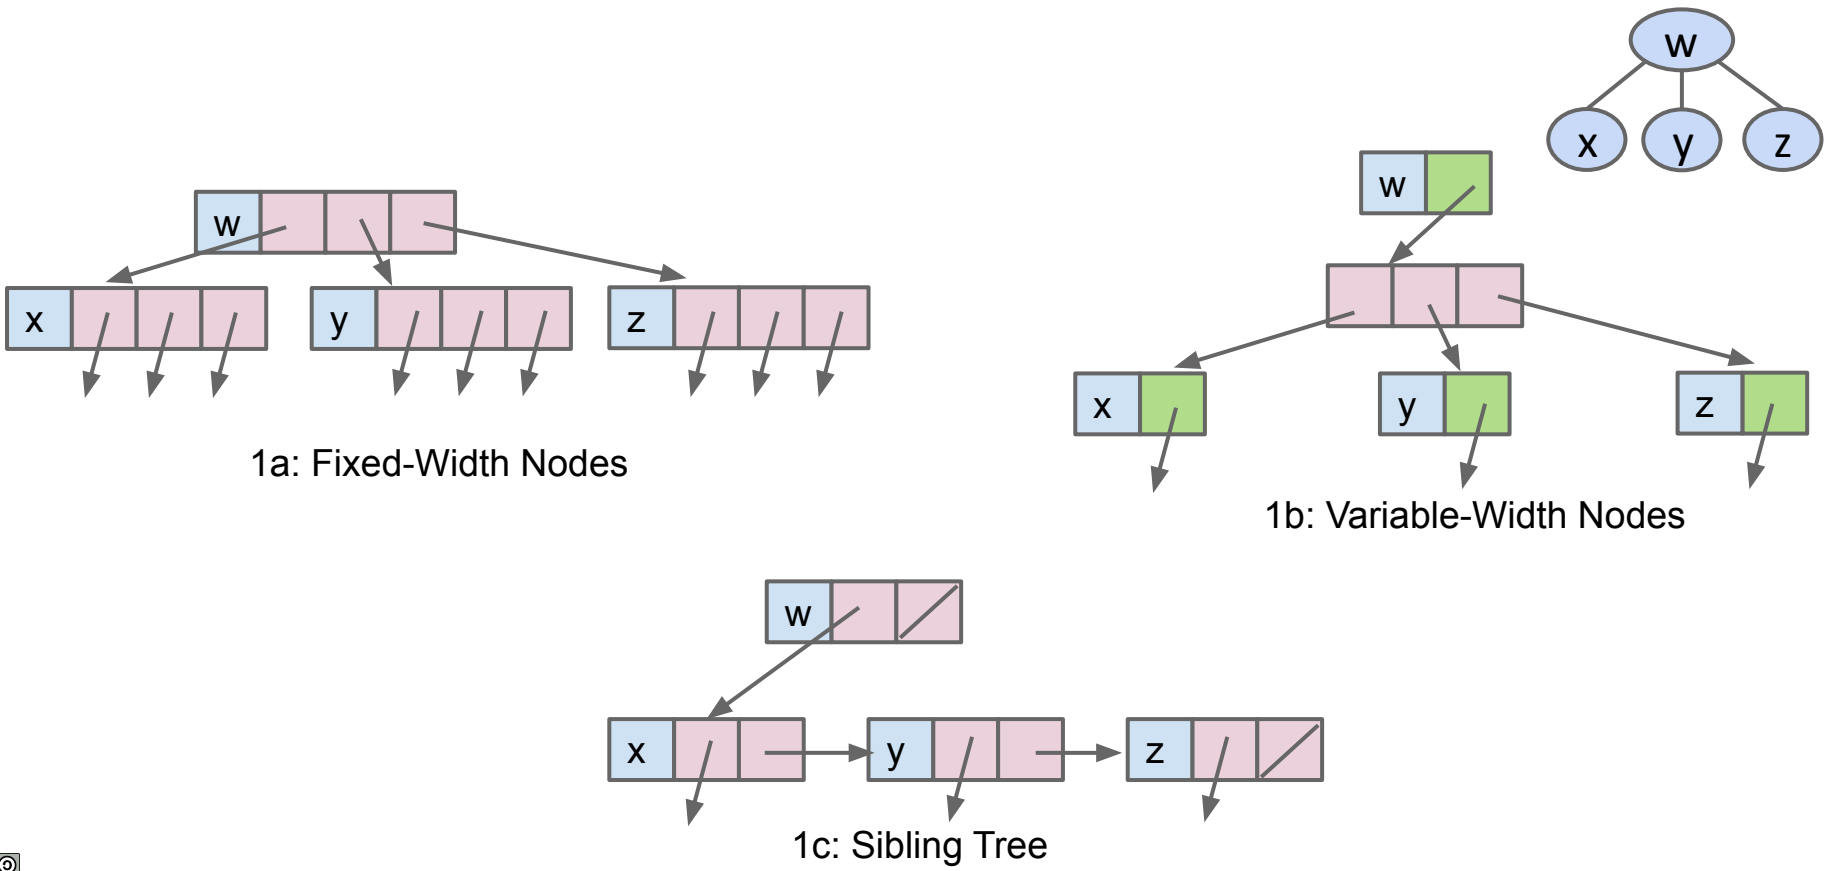 w
x y z
w
x y z
1a: Fixed-Width Nodes
w
x y z
1b: Variable-Width Nodes
w
x y z
1c: Sibling Tree